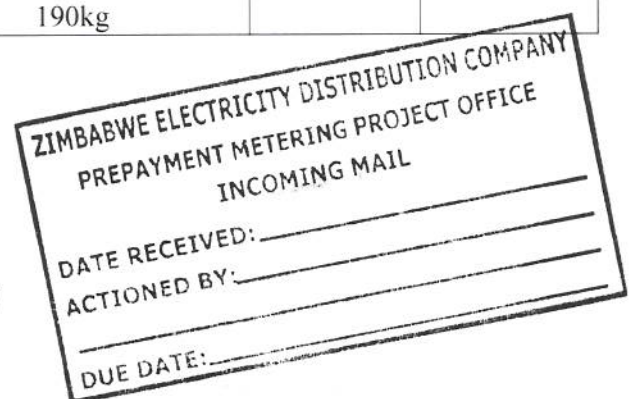 190kg
ZIMBABWE ELECTRICITY DISTRIBUTION COMPANY
PREPAYMENT METERING PROJECT OFFICE
INCOMING MAIL
DATE RECEIVED:
ACTIONED BY:
DUE DATE: